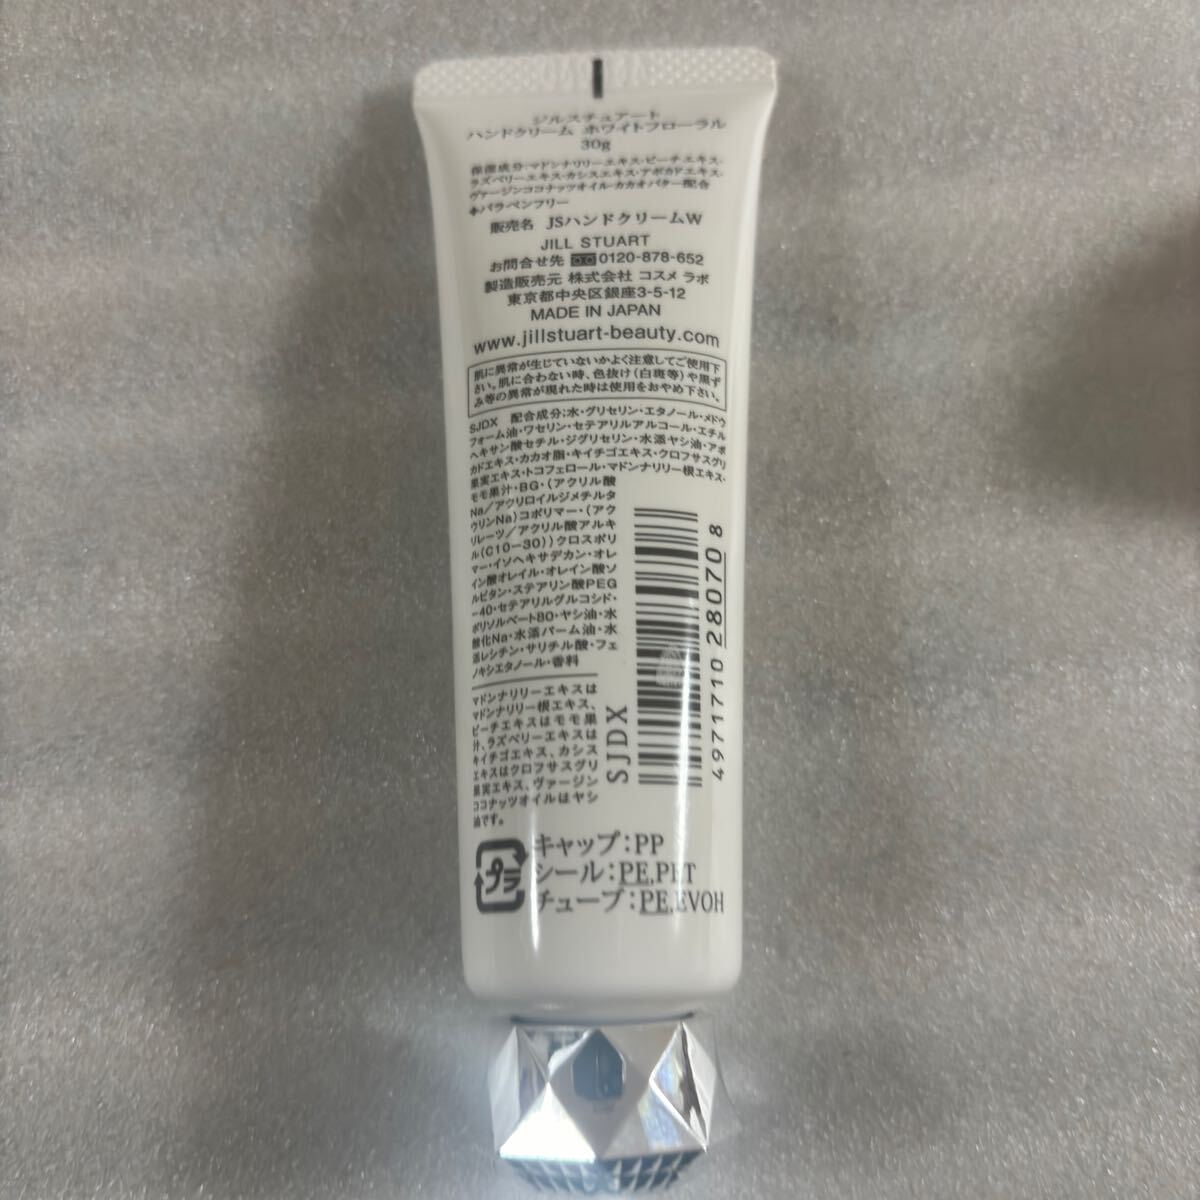 ジルスチュアート
ハンドクリーム ホワイトフローラル
30g
保湿成分・マドンナリリーエキス・ピーチエキス・
ラズベリーエキス・カシスエキス・アボカドエキス・
ヴァージンココナッツオイル・カカオバター配合
◆パラベンフリー
販売名 JSハンドクリームW
JILL STUART
お問合せ先 0120-878-652
製造販売元 株式会社 コスメ ラボ
東京都中央区銀座3-5-12
MADE IN JAPAN
www.jillstuart-beauty.com
肌に異常が生じていないかよく注意してご使用下
さい。肌に合わない時、色抜け(白斑等)や黒ず
み等の異常が現れた時は使用をおやめ下さい。
SJDX 配合成分:水・グリセリン・エタノール・メドウ
フォーム油・ワセリン・セテアリルアルコール・エチル
ヘキサン酸セチル・ジグリセリン・水添ヤシ油・アボ
カドエキス・カカオ脂・キイチゴエキス・クロフサスグリ
果実エキス・トコフェロール・マドンナリリー根エキス・
モモ果汁・BG・(アクリル酸
Na/アクリロイルジメチルタ
ウリンNa)コポリマー・(アク
リレーツ/アクリル酸アルキ
ル(C10-30))クロスポリ
マー・イソヘキサデカン・オレ
イン酸オレイル・オレイン酸ソ
ルビタン・ステアリン酸PEG
-40・セテアリルグルコシド・
ポリソルベート80・ヤシ油・水
酸化Na・水添パーム油・水
添レシチン・サリチル酸・フェ
ノキシエタノール・香料
マドンナリリーエキスは
マドンナリリー根エキス、
ピーチエキスはモモ果
汁、ラズベリーエキスは
キイチゴエキス、カシス
エキスはクロフサスグリ
果実エキス、ヴァージン
ココナッツオイルはヤシ
油です。
SJDX
4971710 28070 8
プラ
キャップ:PP
シール:PE,PET
チューブ:PE,EVOH